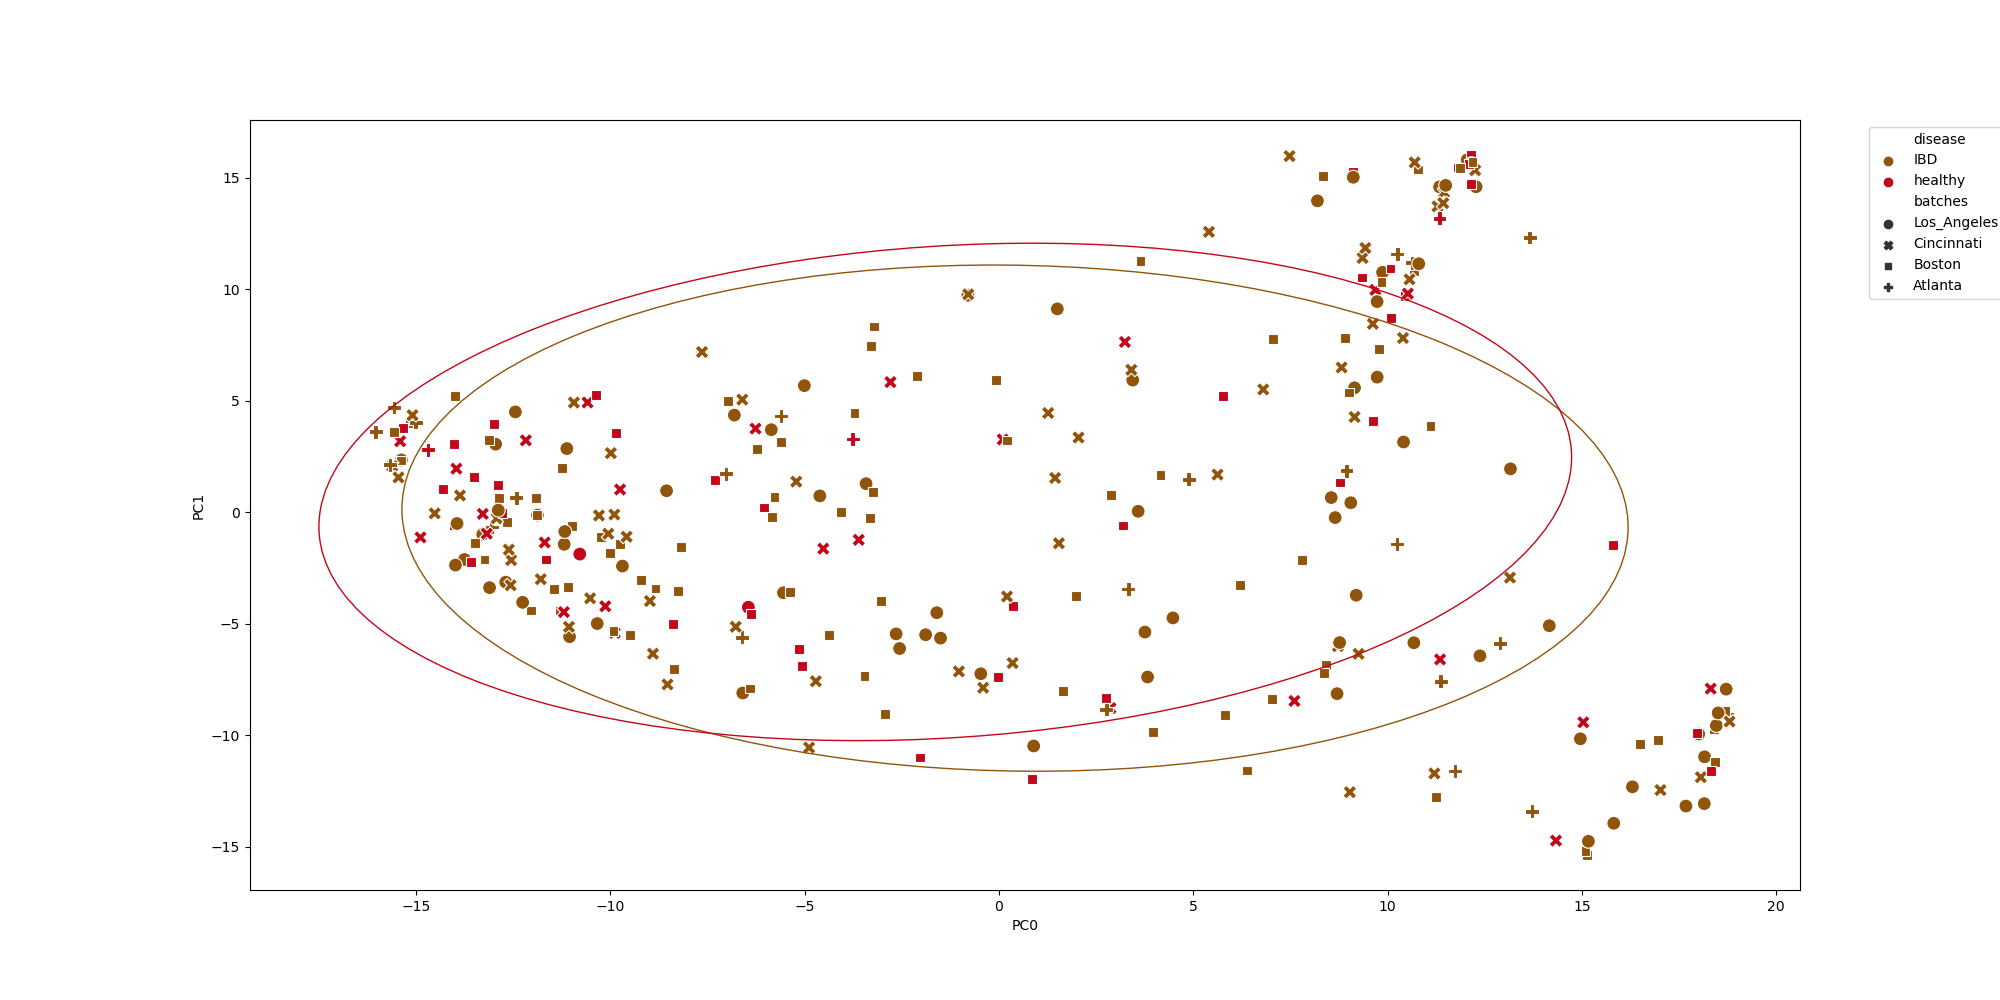 disease
IBD
healthy
batches
Los_Angeles
Cincinnati
Boston
Atlanta
15
10
5
0
−5
−10
−15
PC1
−15
−10
−5
0
5
10
15
20
PC0